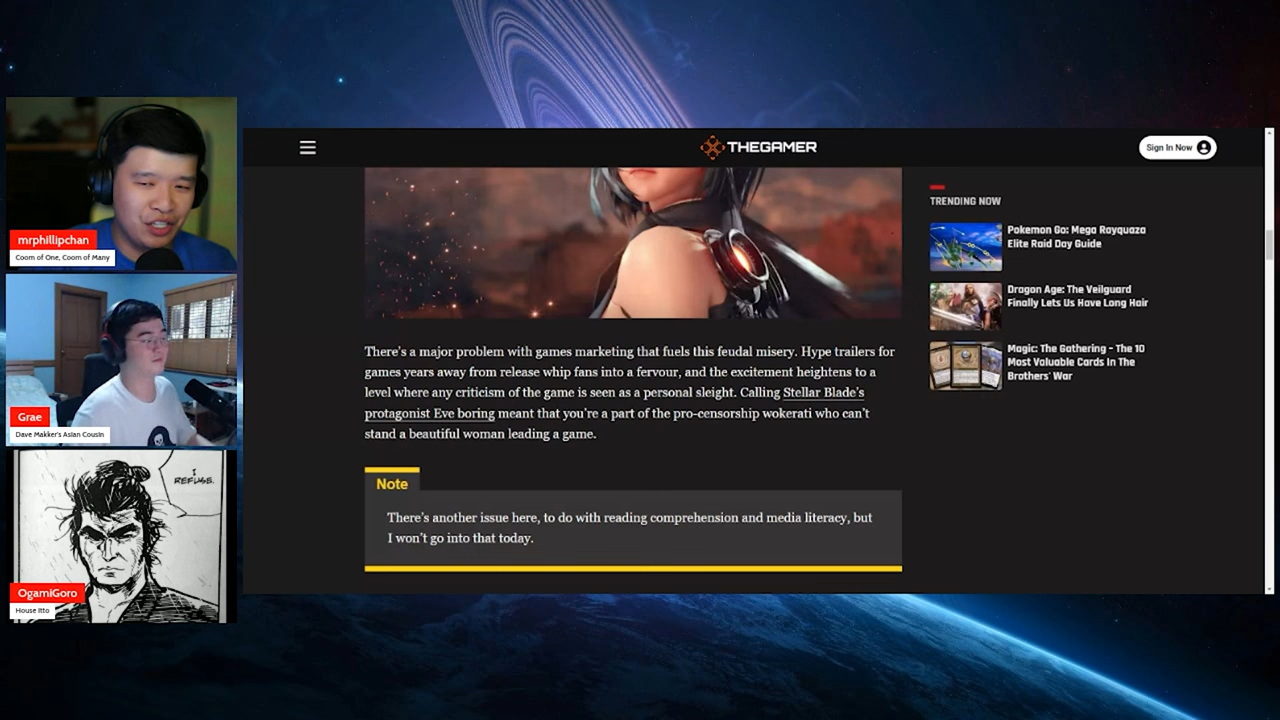 mrphillipchan
Coom of One, Coom of Many
Grae
Dave Makker's Asian Cousin
I
REFUSE.
OgamiGoro
House Itto
THEGAMER
Sign In Now
There's a major problem with games marketing that fuels this feudal misery. Hype trailers for
games years away from release whip fans into a fervour, and the excitement heightens to a
level where any criticism of the game is seen as a personal sleight. Calling Stellar Blade's
protagonist Eve boring meant that you're a part of the pro-censorship wokerati who can't
stand a beautiful woman leading a game.
Note
There's another issue here, to do with reading comprehension and media literacy, but
I won't go into that today.
TRENDING NOW
Pokemon Go: Mega Rayquaza
Elite Raid Day Guide
Dragon Age: The Veilguard
Finally Lets Us Have Long Hair
Magic: The Gathering - The 10
Most Valuable Cards In The
Brothers' War